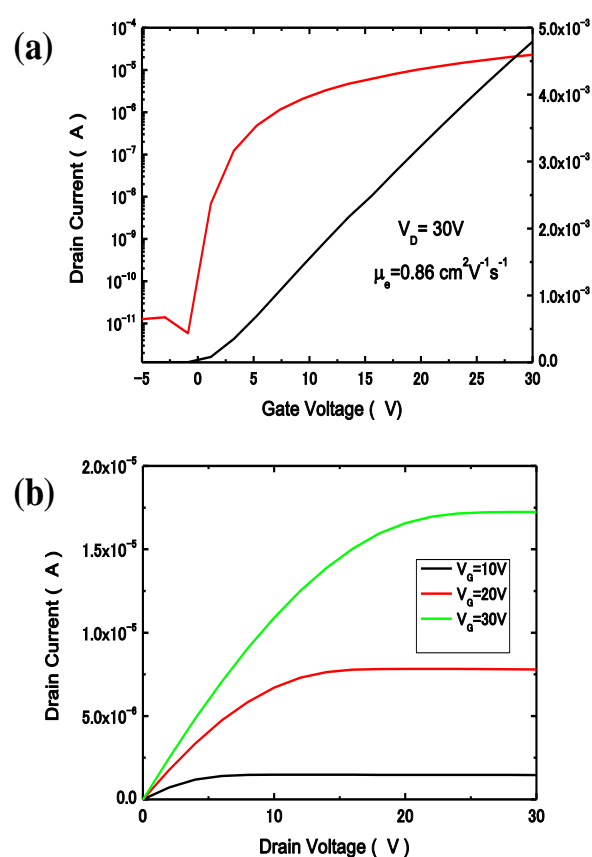 (a)
Drain Current ( A)
10⁻⁴
10⁻⁵
10⁻⁶
10⁻⁷
10⁻⁸
10⁻⁹
10⁻¹⁰
10⁻¹¹
5.0x10⁻³
4.0x10⁻³
3.0x10⁻³
2.0x10⁻³
1.0x10⁻³
0.0
V_D= 30V
μ_e=0.86 cm²V⁻¹s⁻¹
-5 0 5 10 15 20 25 30
Gate Voltage ( V)
(b)
Drain Current ( A)
2.0x10⁻⁵
1.5x10⁻⁵
1.0x10⁻⁵
5.0x10⁻⁶
0.0
V_G=10V
V_G=20V
V_G=30V
0 10 20 30
Drain Voltage ( V)